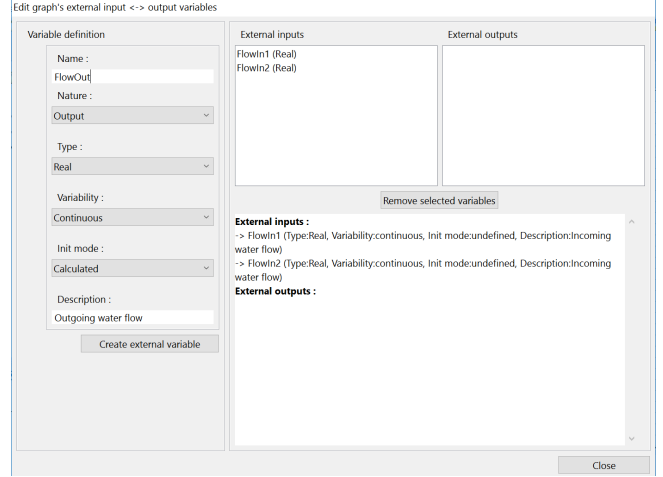 Edit graph's external input <-> output variables
Variable definition
Name :
FlowOut
Nature :
Output
Type :
Real
Variability :
Continuous
Init mode :
Calculated
Description :
Outgoing water flow
Create external variable
External inputs
External outputs
FlowIn1 (Real)
FlowIn2 (Real)
Remove selected variables
External inputs :
-> FlowIn1 (Type:Real, Variability:continuous, Init mode:undefined, Description:Incoming
water flow)
-> FlowIn2 (Type:Real, Variability:continuous, Init mode:undefined, Description:Incoming
water flow)
External outputs :
Close